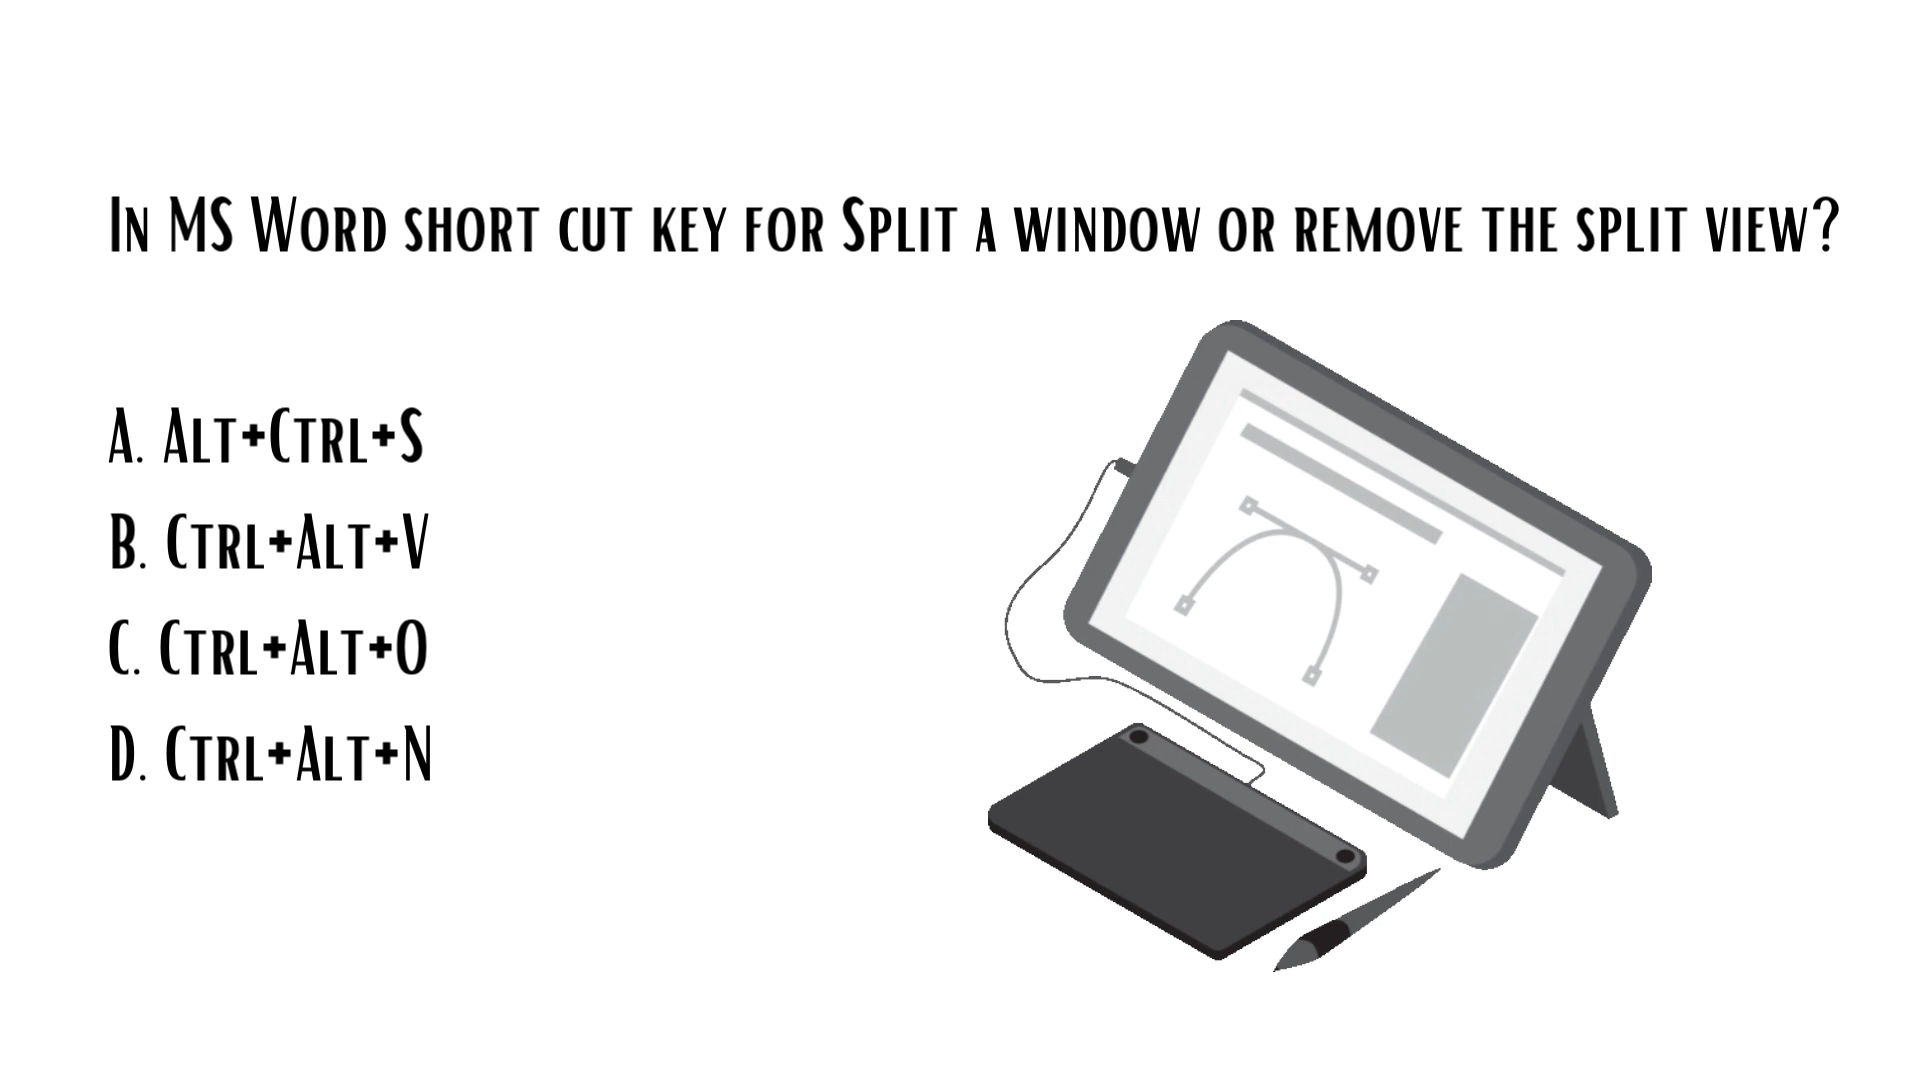 In MS Word short cut key for Split a window or remove the split view?
A. Alt+Ctrl+S
B. Ctrl+Alt+V
C. Ctrl+Alt+O
D. Ctrl+Alt+N